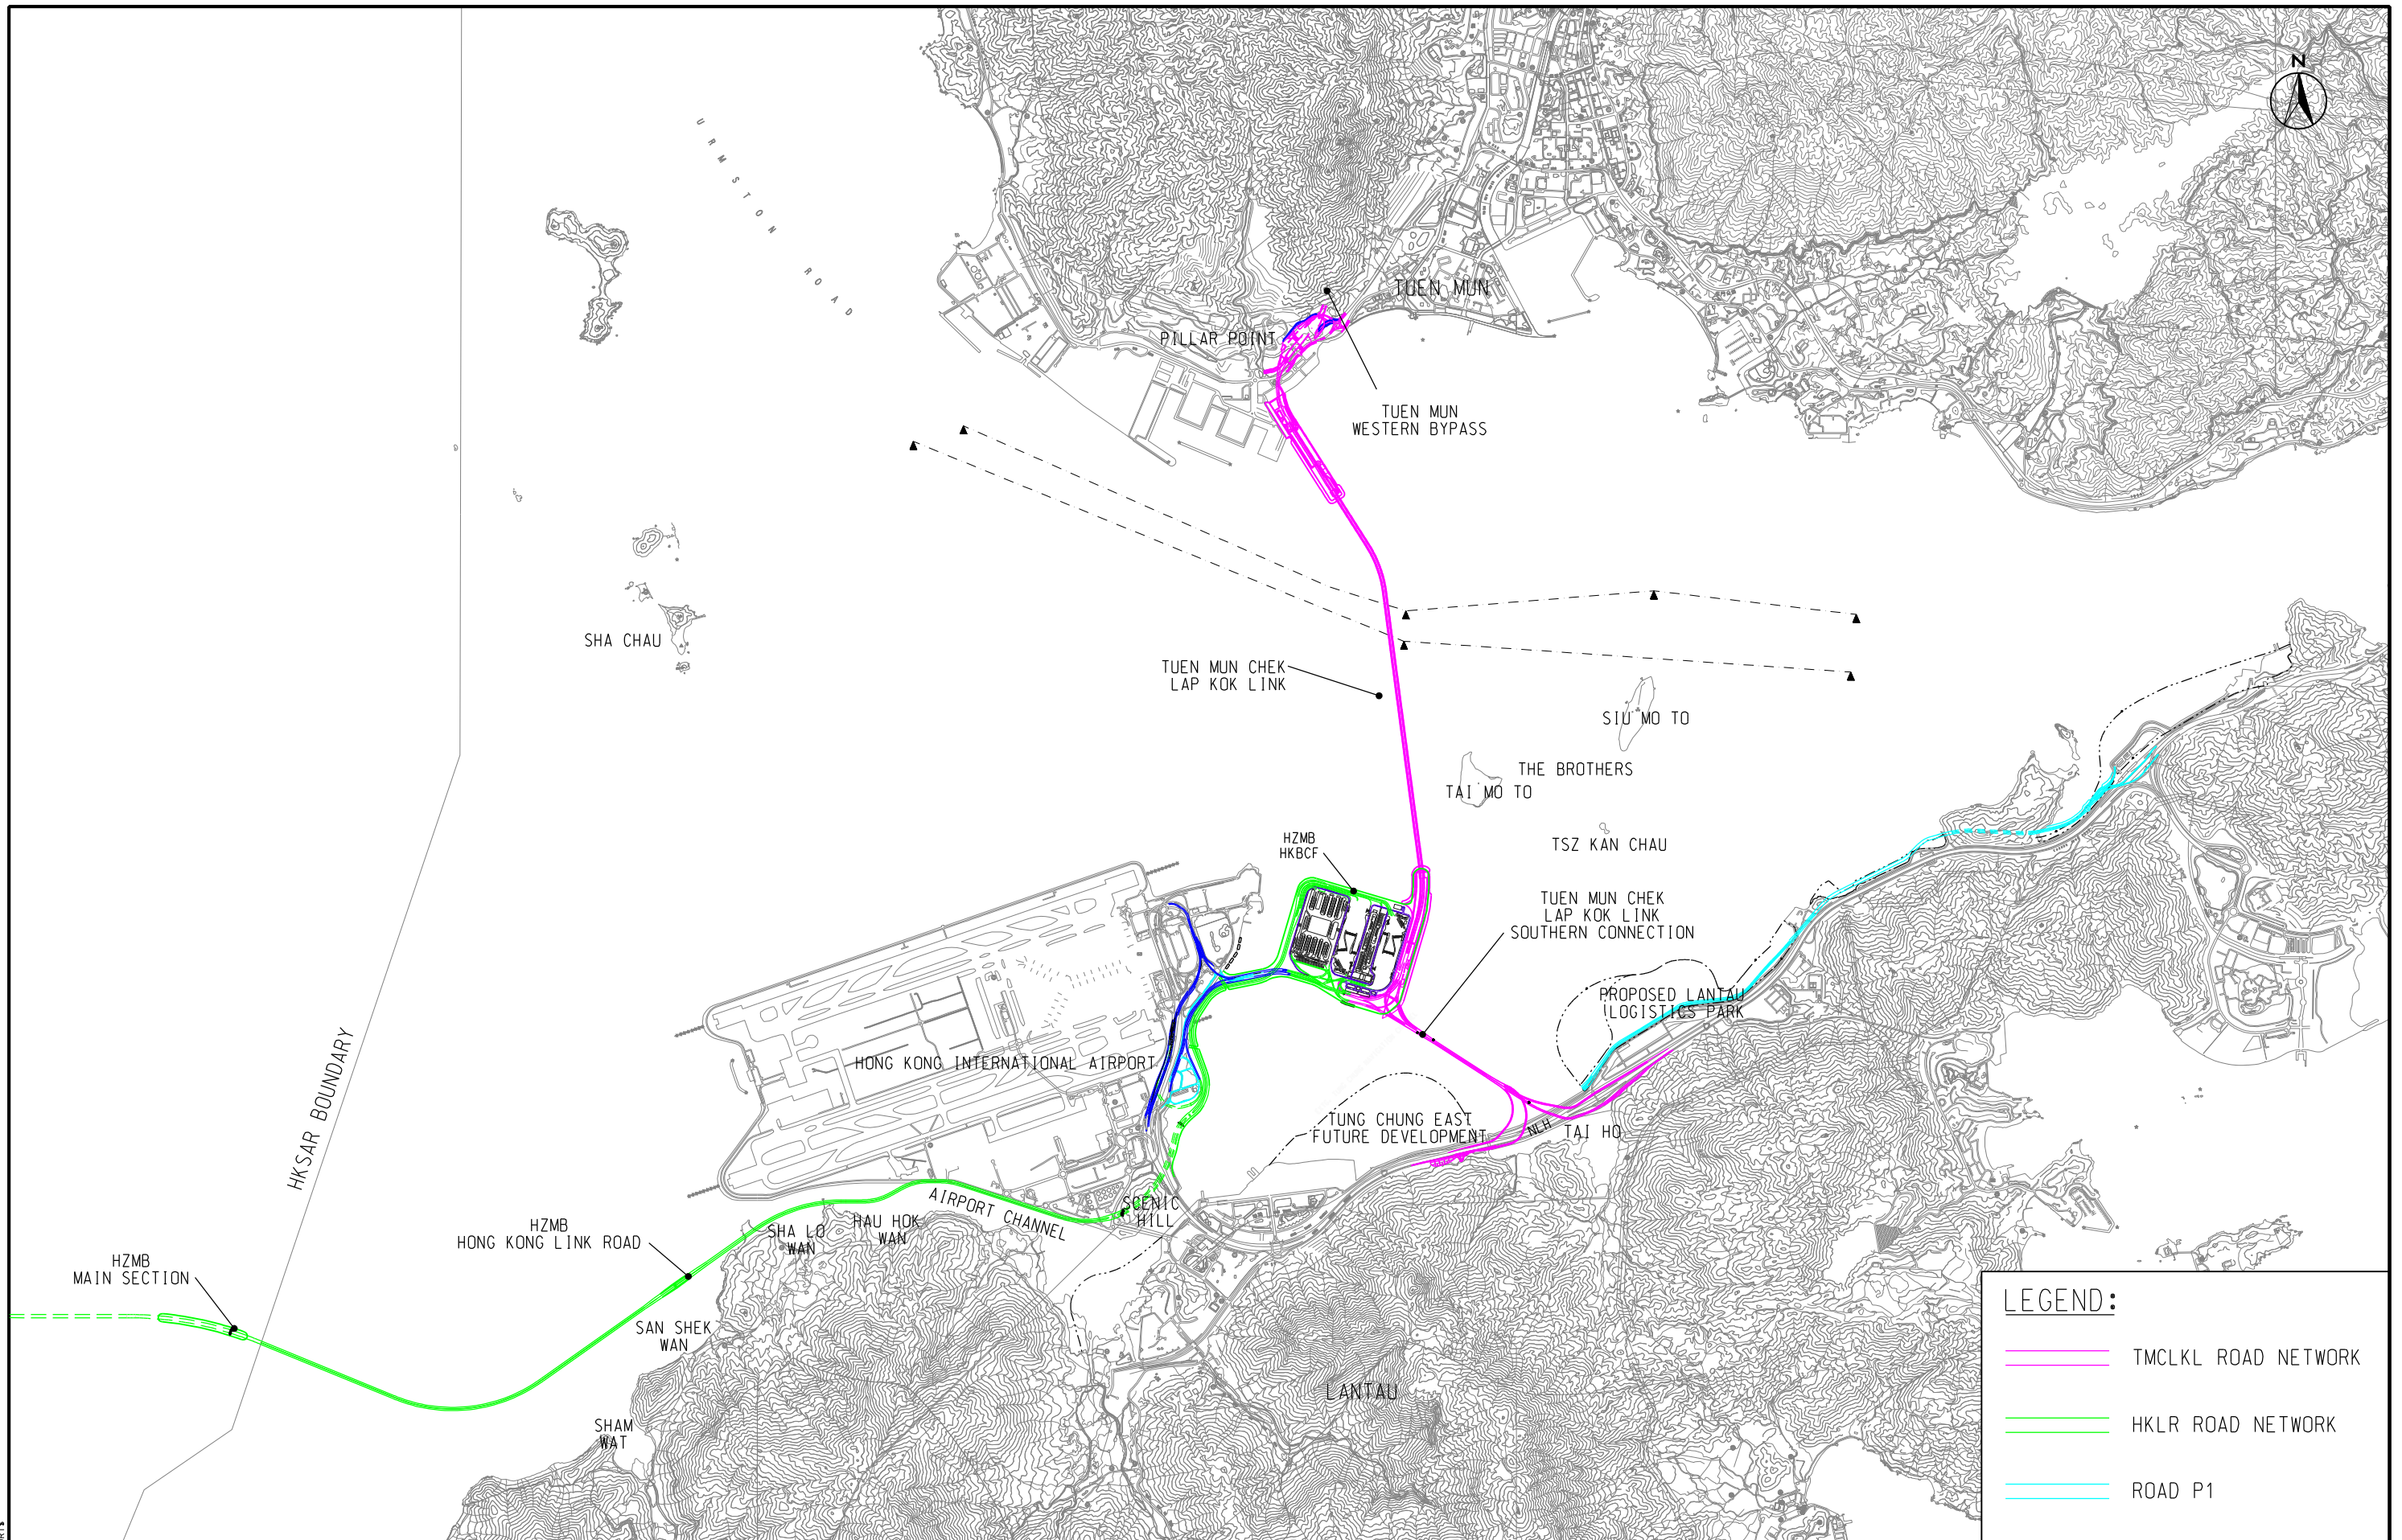 N
URMSTON ROAD
TUEN MUN
PILLAR POINT
TUEN MUN
WESTERN BYPASS
SHA CHAU
TUEN MUN CHEK
LAP KOK LINK
SIU MO TO
THE BROTHERS
TAI MO TO
HZMB
HKBCF
TSZ KAN CHAU
TUEN MUN CHEK
LAP KOK LINK
SOUTHERN CONNECTION
PROPOSED LANTAU
LOGISTICS PARK
HONG KONG INTERNATIONAL AIRPORT
HKSAR BOUNDARY
TUNG CHUNG EAST
FUTURE DEVELOPMENT
NLH
TAI HO
AIRPORT CHANNEL
SCENIC
HILL
HZMB
HONG KONG LINK ROAD
SHA LO
WAN
HAU HOK
WAN
HZMB
MAIN SECTION
SAN SHEK
WAN
LANTAU
SHAM
WAT
LEGEND:
TMCLKL ROAD NETWORK
HKLR ROAD NETWORK
ROAD P1